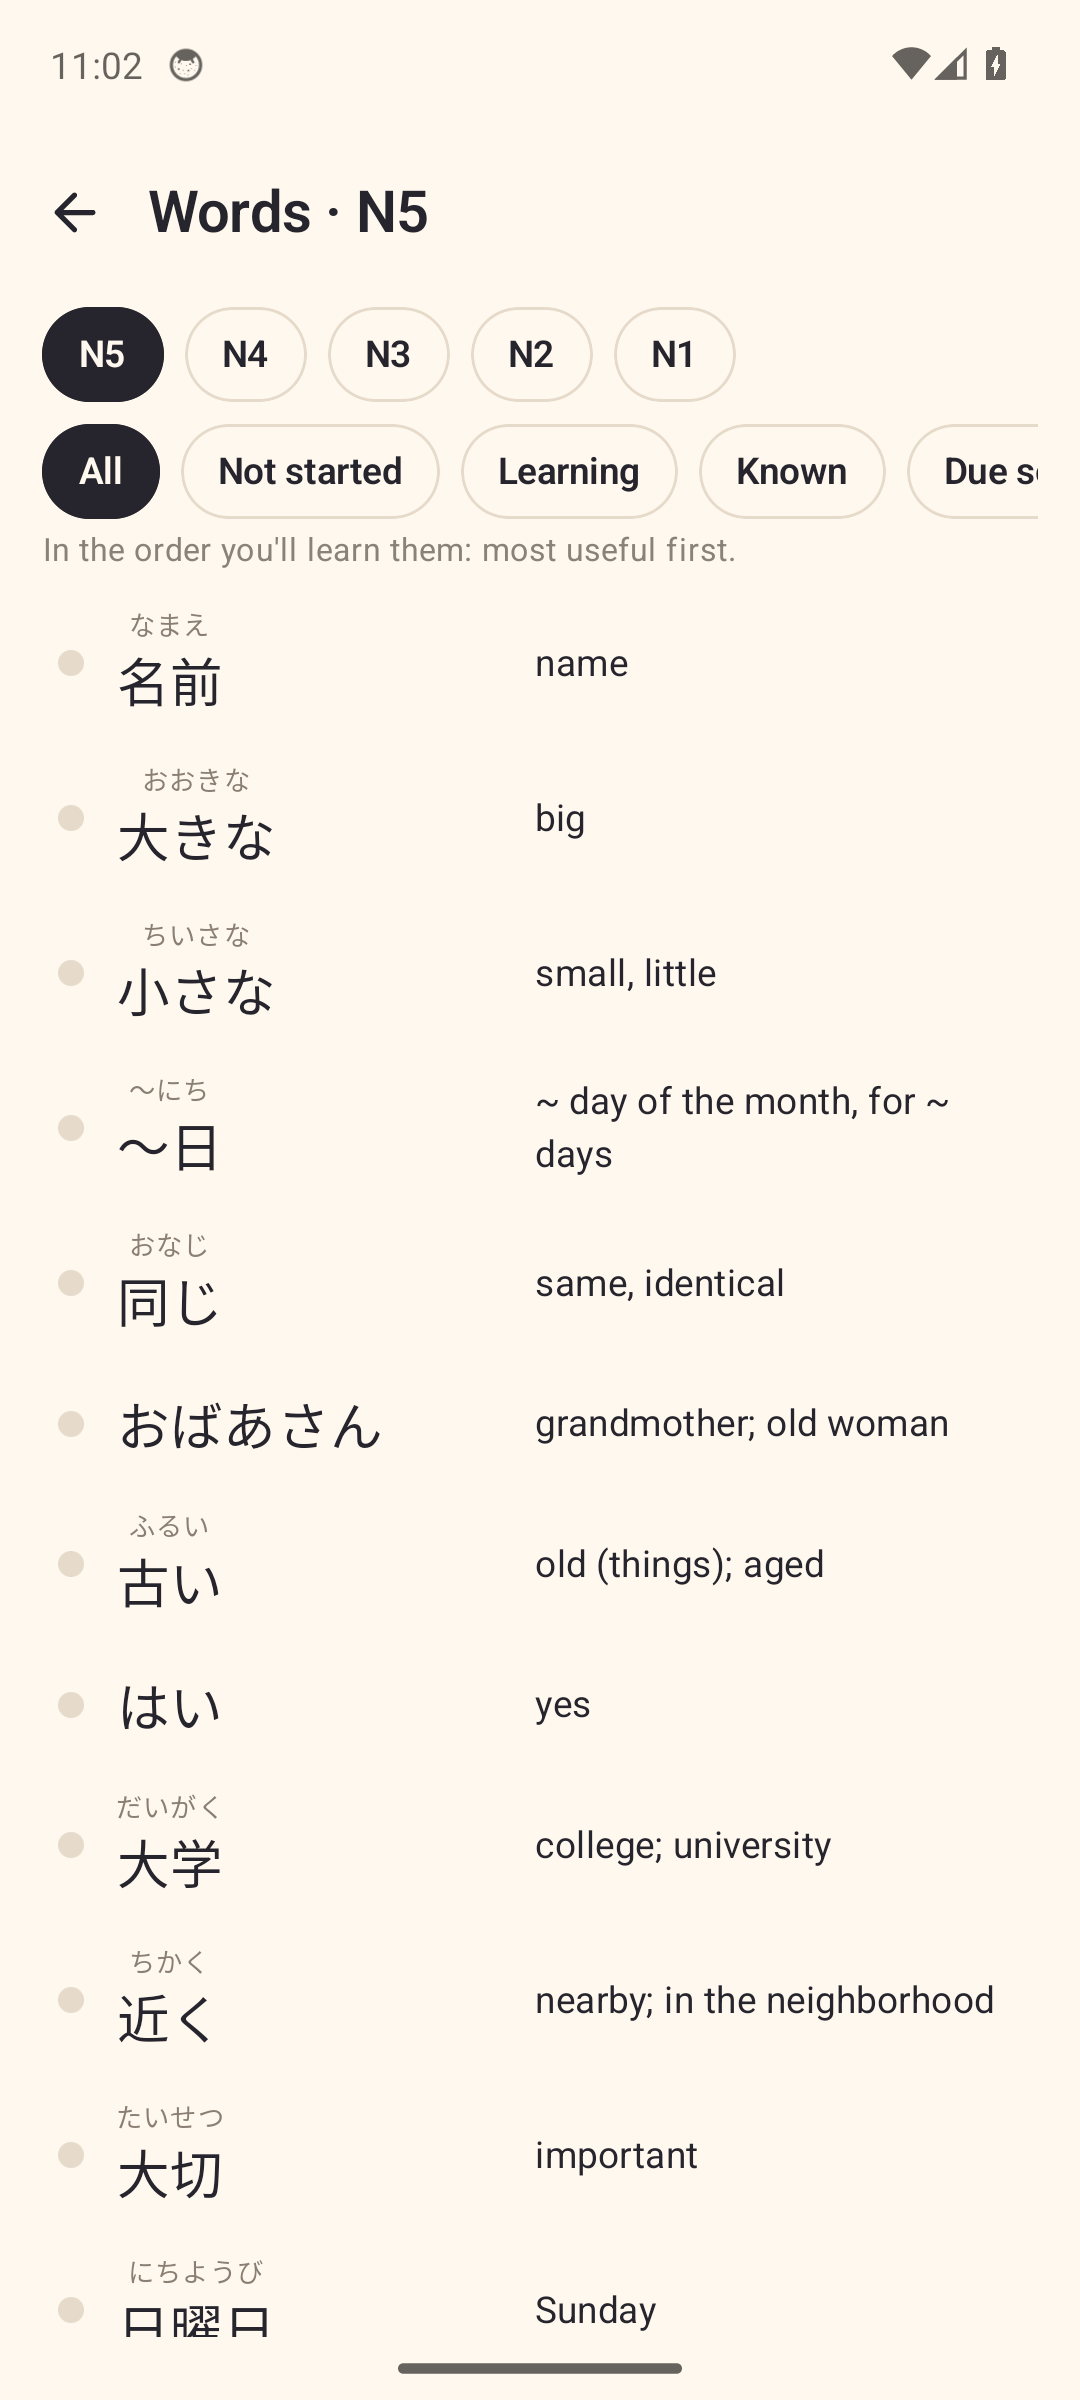 11:02
Words · N5
N5 N4 N3 N2 N1
All Not started Learning Known Due
In the order you'll learn them: most useful first.
なまえ
名前 name
おおきな
大きな big
ちいさな
小さな small, little
〜にち
〜日 ~ day of the month, for ~
days
おなじ
同じ same, identical
おばあさん grandmother; old woman
ふるい
古い old (things); aged
はい yes
だいがく
大学 college; university
ちかく
近く nearby; in the neighborhood
たいせつ
大切 important
にちようび
日曜日 Sunday